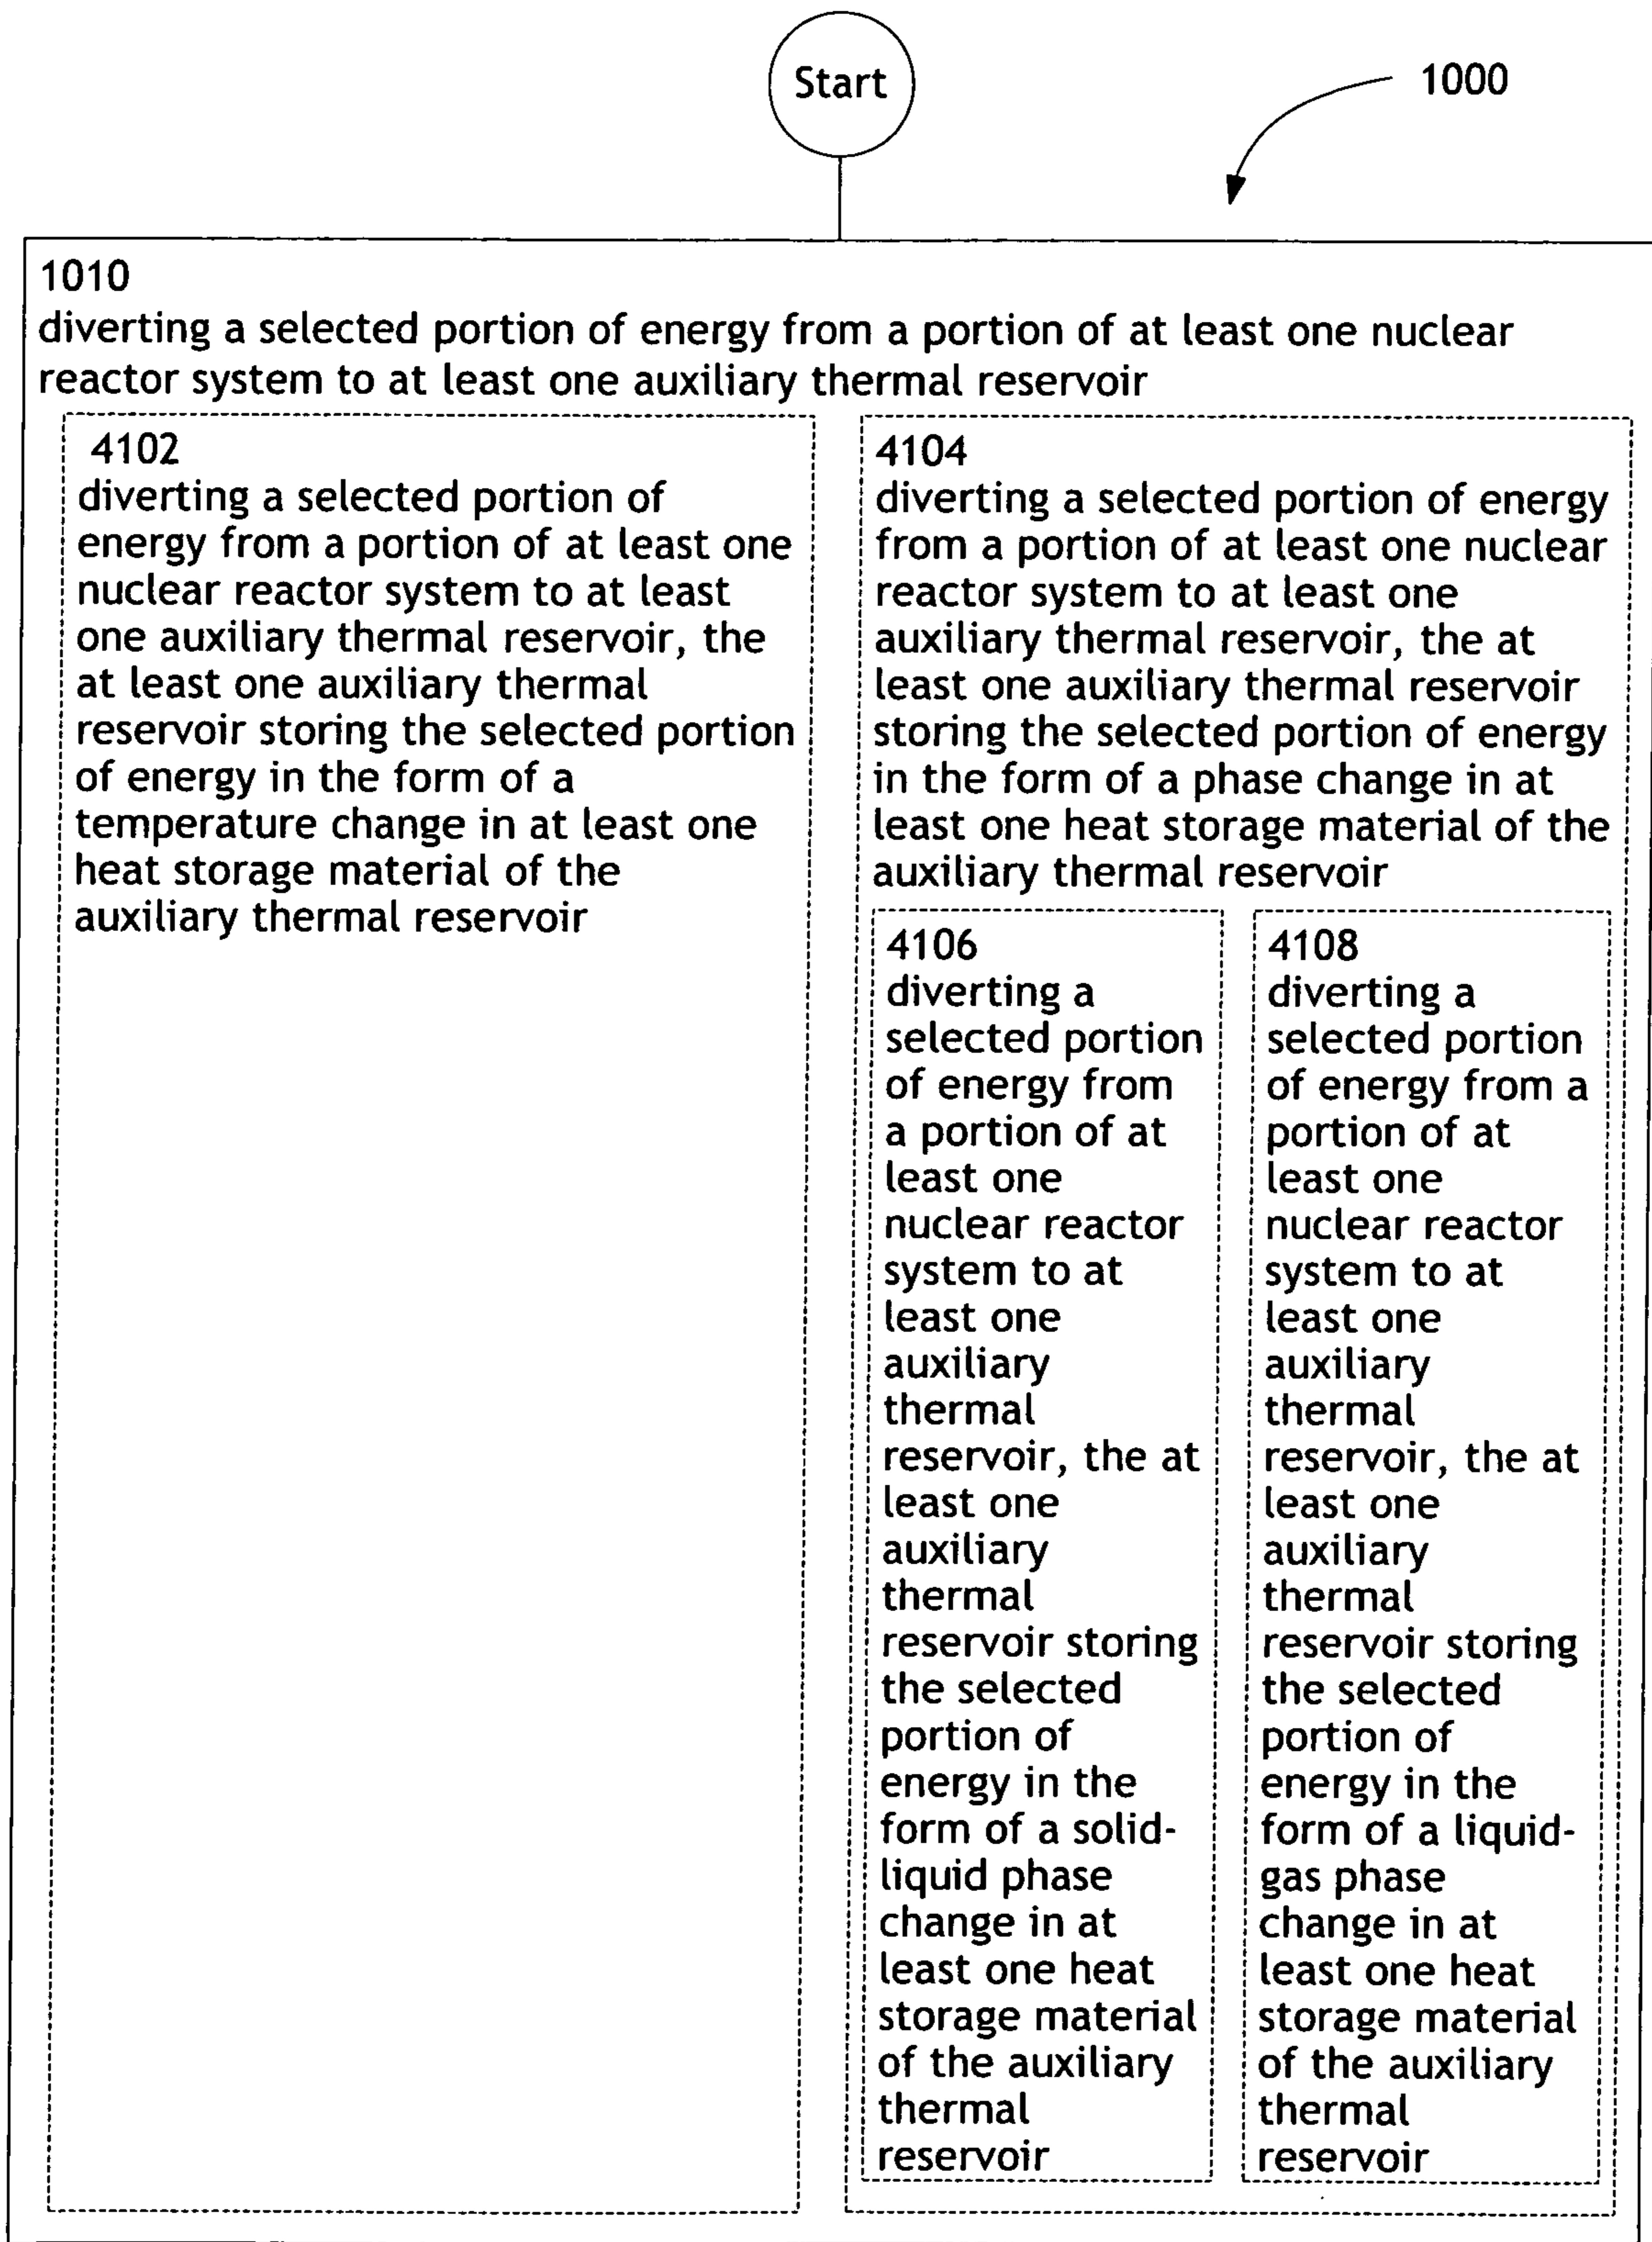 Start
1000
1010
diverting a selected portion of energy from a portion of at least one nuclear
reactor system to at least one auxiliary thermal reservoir
4102
diverting a selected portion of
energy from a portion of at least one
nuclear reactor system to at least
one auxiliary thermal reservoir, the
at least one auxiliary thermal
reservoir storing the selected portion
of energy in the form of a
temperature change in at least one
heat storage material of the
auxiliary thermal reservoir
4104
diverting a selected portion of energy
from a portion of at least one nuclear
reactor system to at least one
auxiliary thermal reservoir, the at
least one auxiliary thermal reservoir
storing the selected portion of energy
in the form of a phase change in at
least one heat storage material of the
auxiliary thermal reservoir
4106
diverting a
selected portion
of energy from
a portion of at
least one
nuclear reactor
system to at
least one
auxiliary
thermal
reservoir, the at
least one
auxiliary
thermal
reservoir storing
the selected
portion of
energy in the
form of a solid-
liquid phase
change in at
least one heat
storage material
of the auxiliary
thermal
reservoir
4108
diverting a
selected portion
of energy from a
portion of at
least one
nuclear reactor
system to at
least one
auxiliary
thermal
reservoir, the at
least one
auxiliary
thermal
reservoir storing
the selected
portion of
energy in the
form of a liquid-
gas phase
change in at
least one heat
storage material
of the auxiliary
thermal
reservoir